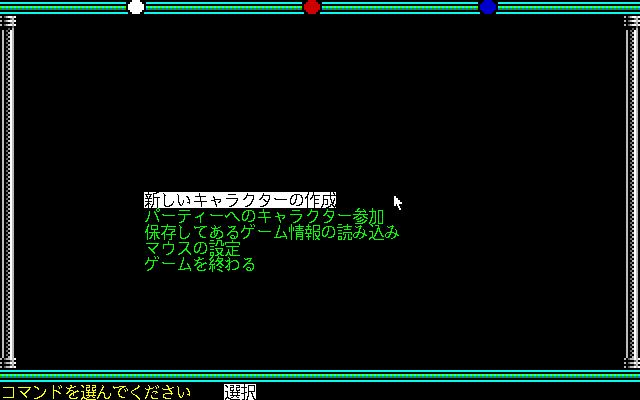 新しいキャラクターの作成
パーティーへのキャラクター参加
保存してあるゲーム情報の読み込み
マウスの設定
ゲームを終わる
コマンドを選んでください 選択